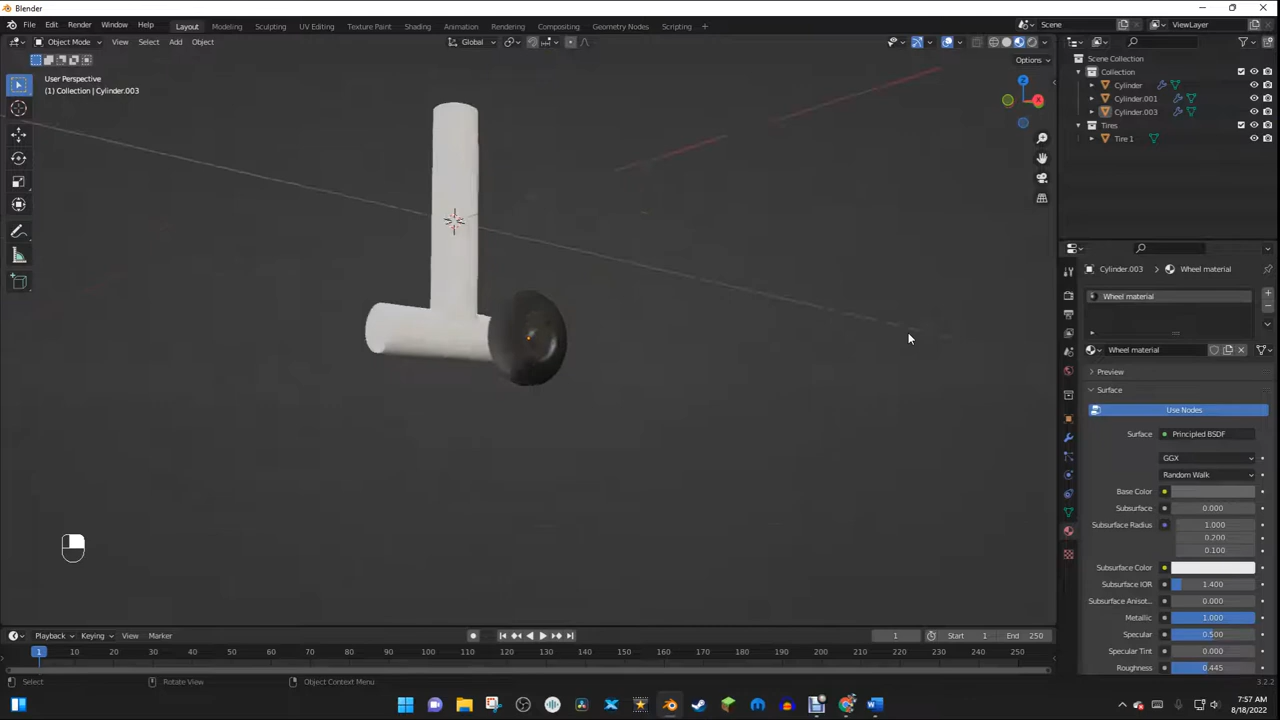 Blender
File Edit Render Window Help Layout Modeling Sculpting UV Editing Texture Paint Shading Animation Rendering Compositing Geometry Nodes Scripting + Scene ViewLayer
Object Mode View Select Add Object Global
Options
User Perspective
(1) Collection | Cylinder.003
Z
X
Scene Collection
Collection
Cylinder
Cylinder.001
Cylinder.003
Tires
Tire 1
Cylinder.003 > Wheel material
Wheel material
Wheel material
Preview
Surface
Use Nodes
Surface Principled BSDF
GGX
Random Walk
Base Color
Subsurface 0.000
Subsurface Radius 1.000
0.200
0.100
Subsurface Color
Subsurface IOR 1.400
Subsurface Anisot... 0.000
Metallic 1.000
Specular 0.500
Specular Tint 0.000
Roughness 0.445
Playback Keying View Marker 1 Start 1 End 250
1 10 20 30 40 50 60 70 80 90 100 110 120 130 140 150 160 170 180 190 200 210 220 230 240 250
Select Rotate View Object Context Menu 3.2.2
7:57 AM
8/18/2022